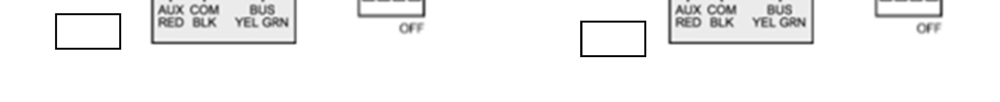 AUX COM BUS
RED BLK YEL GRN
OFF
AUX COM BUS
RED BLK YEL GRN
OFF